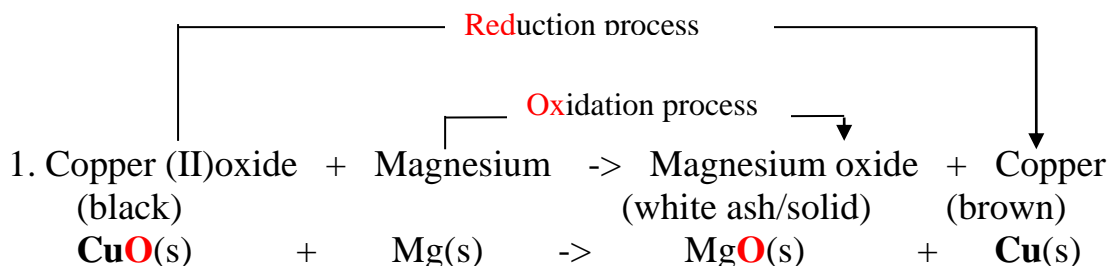 Reduction process
Oxidation process
1. Copper (II)oxide + Magnesium -> Magnesium oxide + Copper
(black) (white ash/solid) (brown)
CuO(s) + Mg(s) -> MgO(s) + Cu(s)